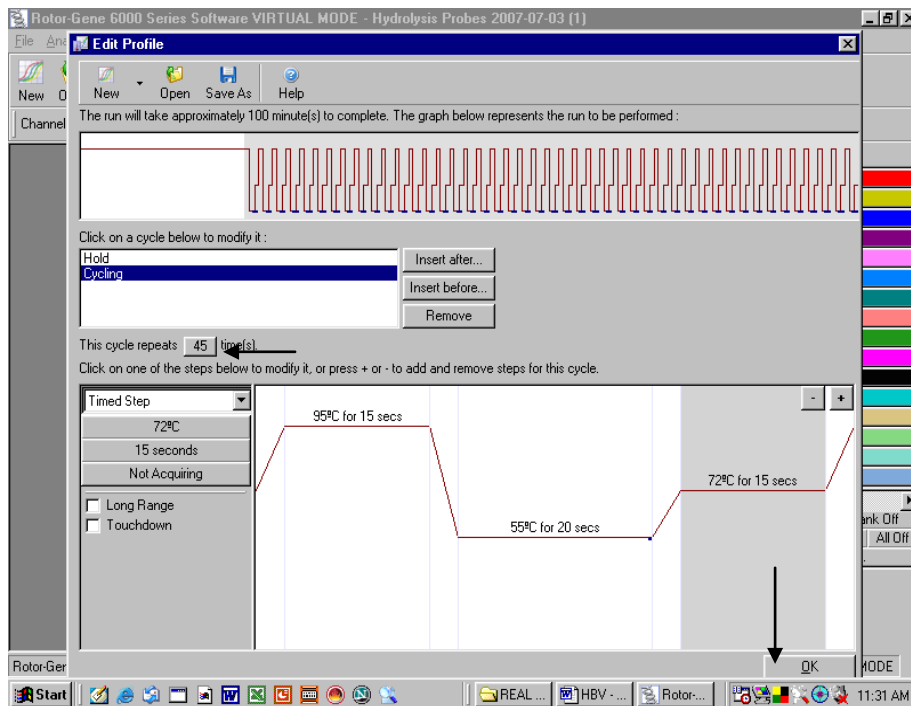 Rotor-Gene 6000 Series Software VIRTUAL MODE - Hydrolysis Probes 2007-07-03 (1)
File Ana
Edit Profile
New
New Open Save As Help
Channel
The run will take approximately 100 minute(s) to complete. The graph below represents the run to be performed :
Click on a cycle below to modify it :
Hold
Cycling
Insert after...
Insert before...
Remove
This cycle repeats 45 time(s).
Click on one of the steps below to modify it, or press + or - to add and remove steps for this cycle.
Timed Step
72ºC
15 seconds
Not Acquiring
Long Range
Touchdown
- +
95ºC for 15 secs
55ºC for 20 secs
72ºC for 15 secs
ank Off
All Off
OK
Rotor-Ger
MODE
Start
REAL ...
HBV - ...
Rotor-...
11:31 AM